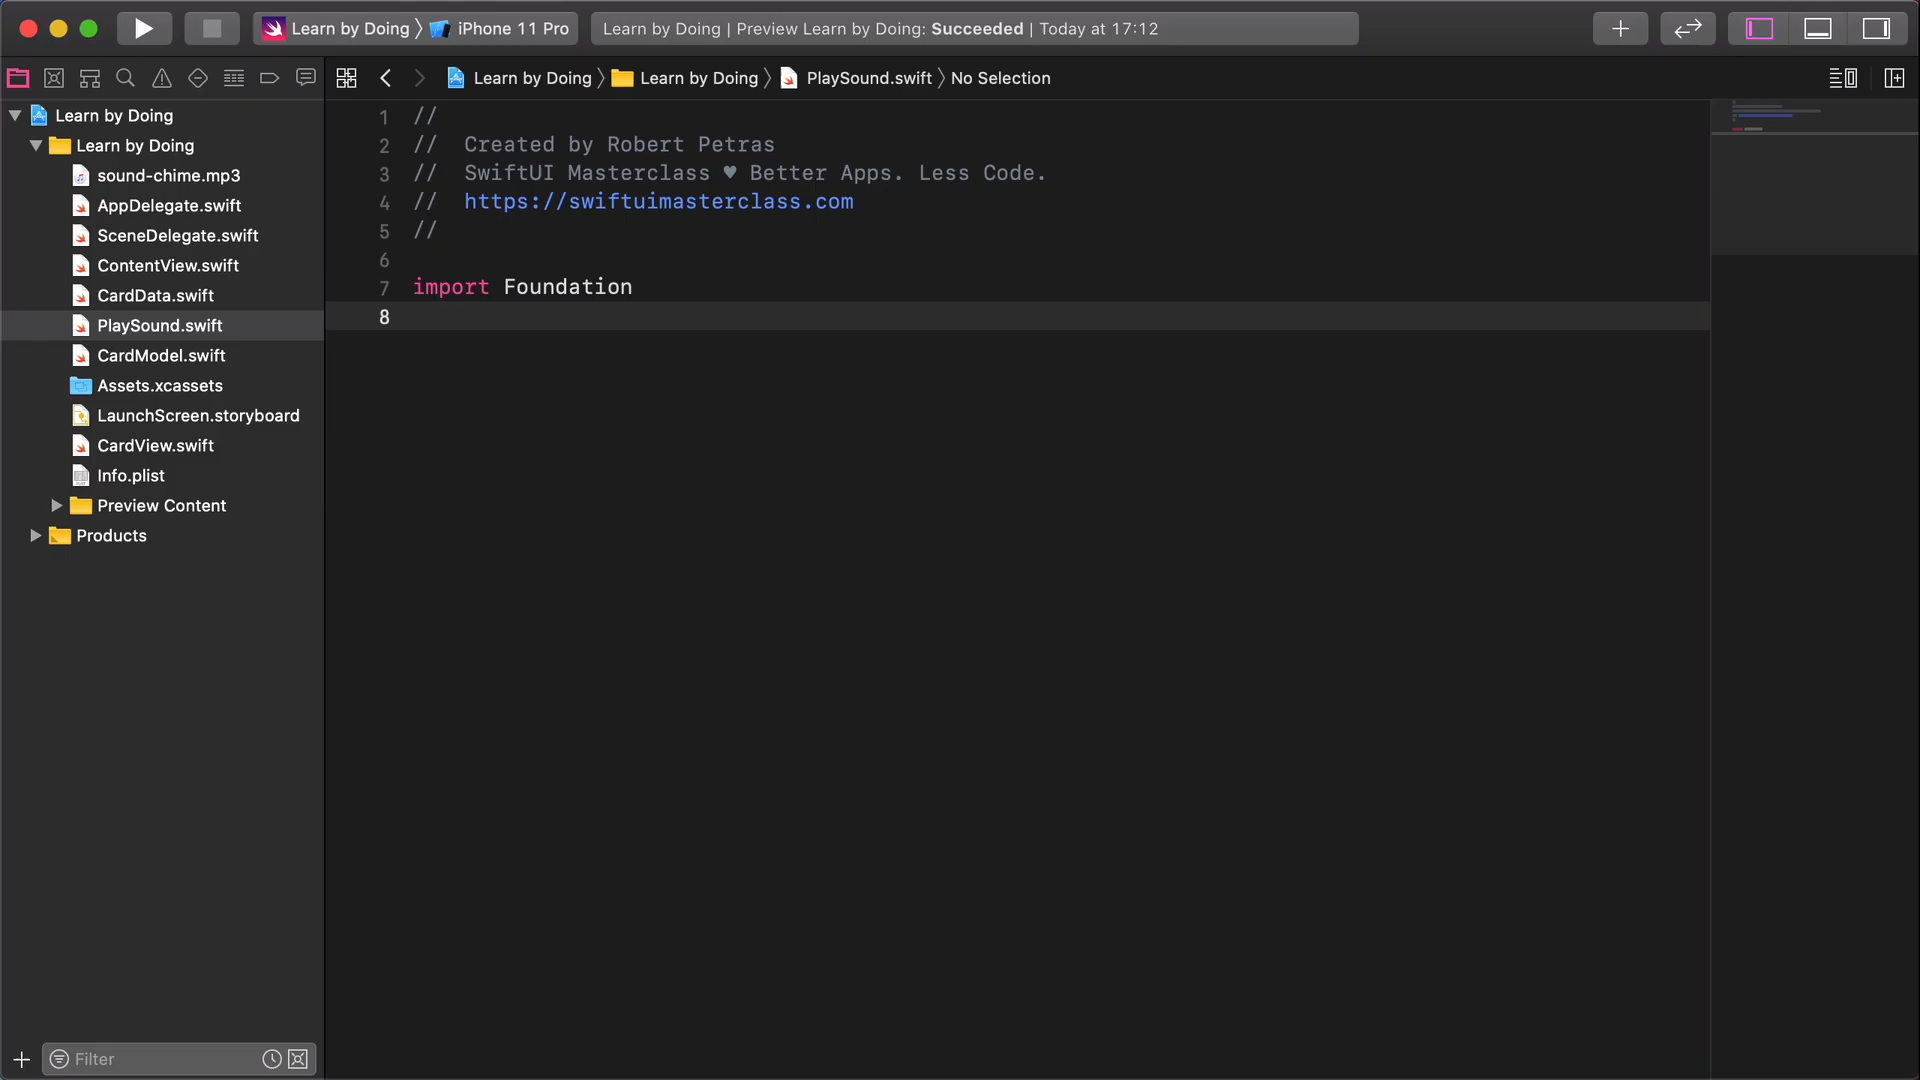 Learn by Doing 〉 iPhone 11 Pro
Learn by Doing | Preview Learn by Doing: Succeeded | Today at 17:12
Learn by Doing 〉 Learn by Doing 〉 PlaySound.swift 〉 No Selection
Learn by Doing
Learn by Doing
sound-chime.mp3
AppDelegate.swift
SceneDelegate.swift
ContentView.swift
CardData.swift
PlaySound.swift
CardModel.swift
Assets.xcassets
LaunchScreen.storyboard
CardView.swift
Info.plist
Preview Content
Products
Filter
1 //
2 //  Created by Robert Petras
3 //  SwiftUI Masterclass ♥ Better Apps. Less Code.
4 //  https://swiftuimasterclass.com
5 //
6
7 import Foundation
8